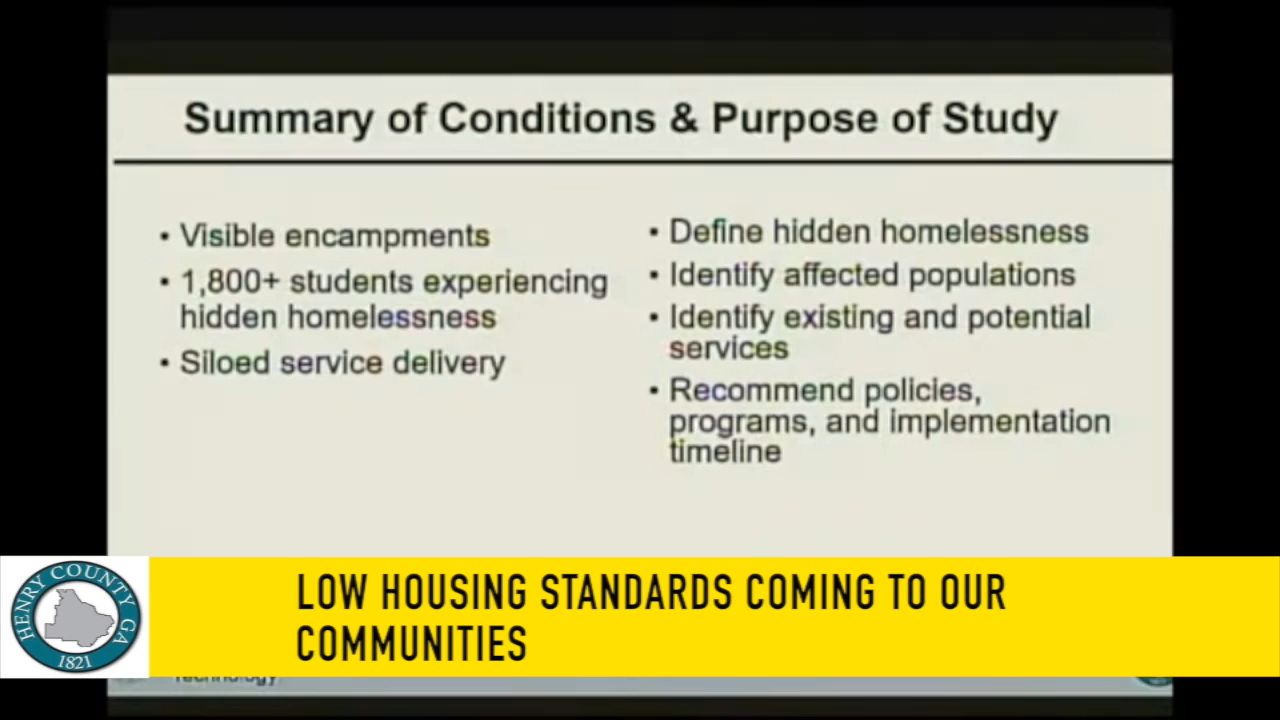 Summary of Conditions & Purpose of Study
• Visible encampments
• 1,800+ students experiencing
hidden homelessness
• Siloed service delivery
• Define hidden homelessness
• Identify affected populations
• Identify existing and potential
services
• Recommend policies,
programs, and implementation
timeline
HENRY COUNTY GA
1821
LOW HOUSING STANDARDS COMING TO OUR
COMMUNITIES
Technology